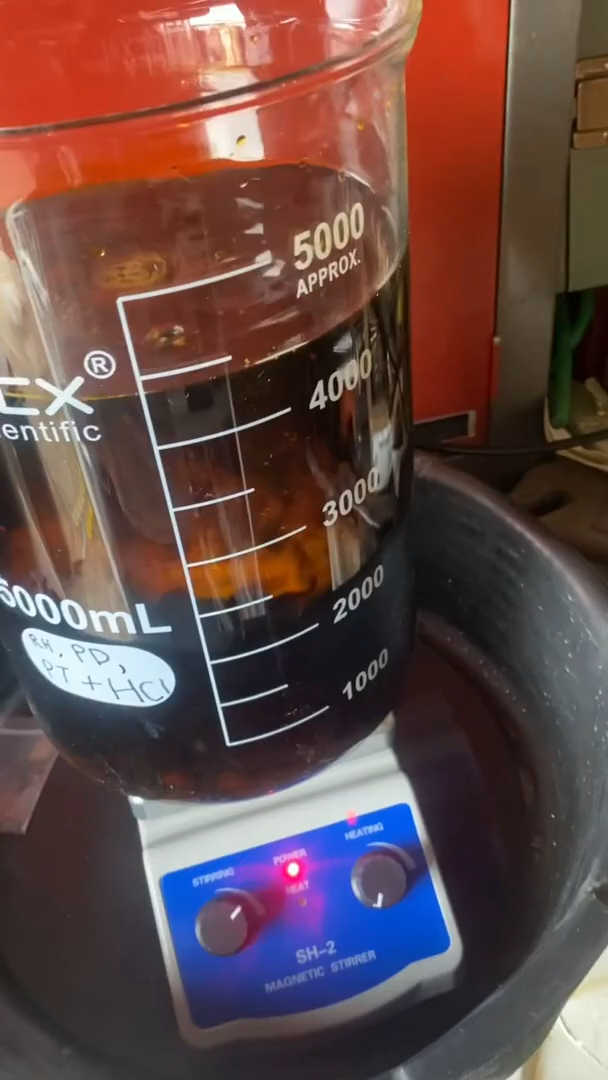 5000
APPROX.
4000
EX®
entific
3000
5000mL
2000
RH, PD,
PT + HCl
1000
HEATING
POWER
STIRRING
HEAT
SH-2
MAGNETIC STIRRER